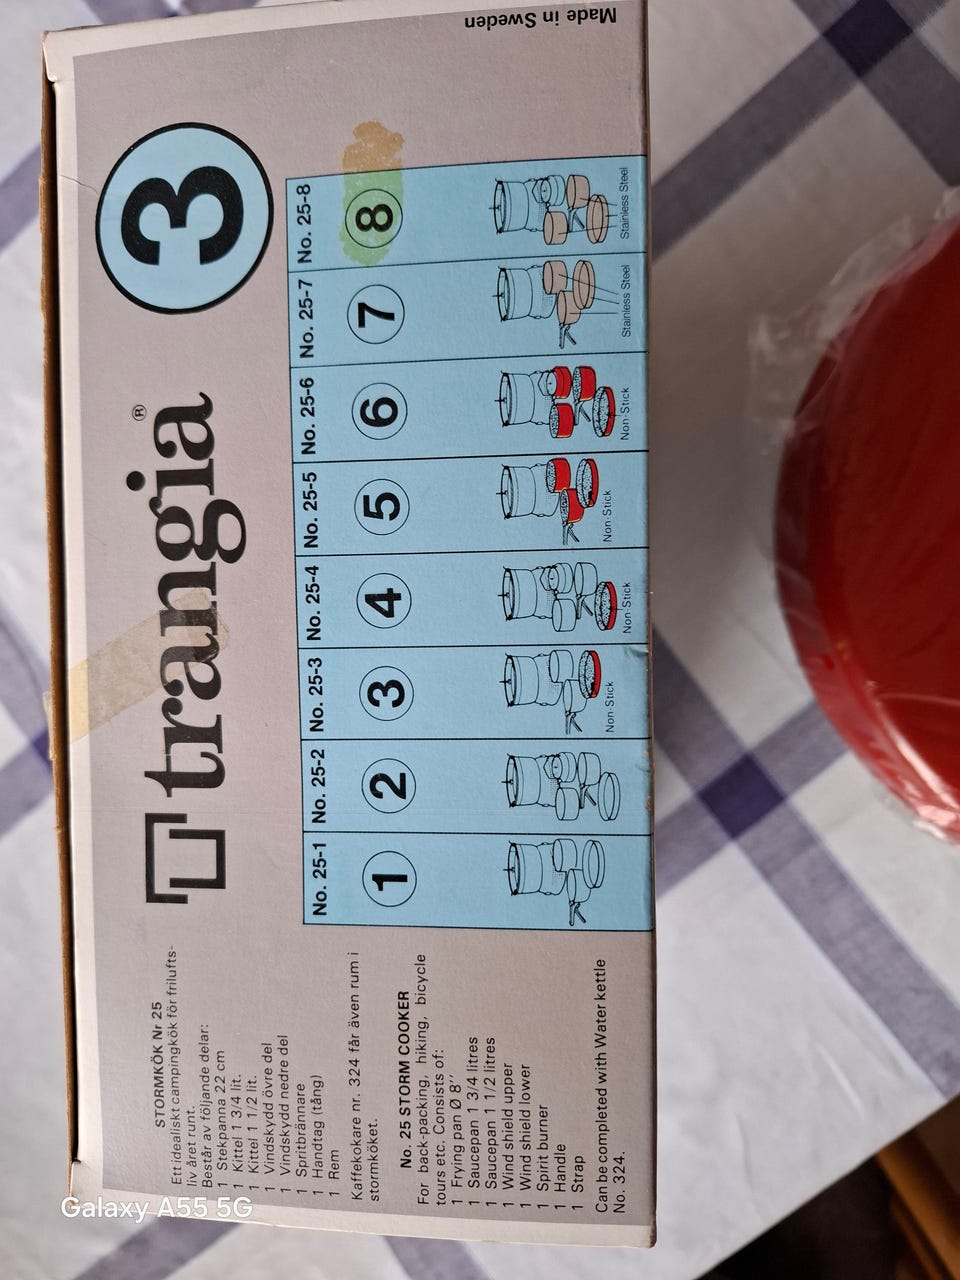 STORMKÖK Nr 25
Ett idealiskt campingkök för frilufts-
liv året runt.
Består av följande delar:
1 Stekpanna 22 cm
1 Kittel 1 3/4 lit.
1 Kittel 1 1/2 lit.
1 Vindskydd övre del
1 Vindskydd nedre del
1 Spritbrännare
1 Handtag (tång)
1 Rem
Kaffekokare nr. 324 får även rum i
stormköket.
No. 25 STORM COOKER
For back-packing, hiking, bicycle
tours etc. Consists of:
1 Frying pan Ø 8''
1 Saucepan 1 3/4 litres
1 Saucepan 1 1/2 litres
1 Wind shield upper
1 Wind shield lower
1 Spirit burner
1 Handle
1 Strap
Can be completed with Water kettle
No. 324.
trangia®
3
No. 25-1
1
No. 25-2
2
No. 25-3
3
Non-Stick
No. 25-4
4
Non-Stick
No. 25-5
5
Non-Stick
No. 25-6
6
Non-Stick
No. 25-7
7
Stainless Steel
No. 25-8
8
Stainless Steel
Made in Sweden
Galaxy A55 5G